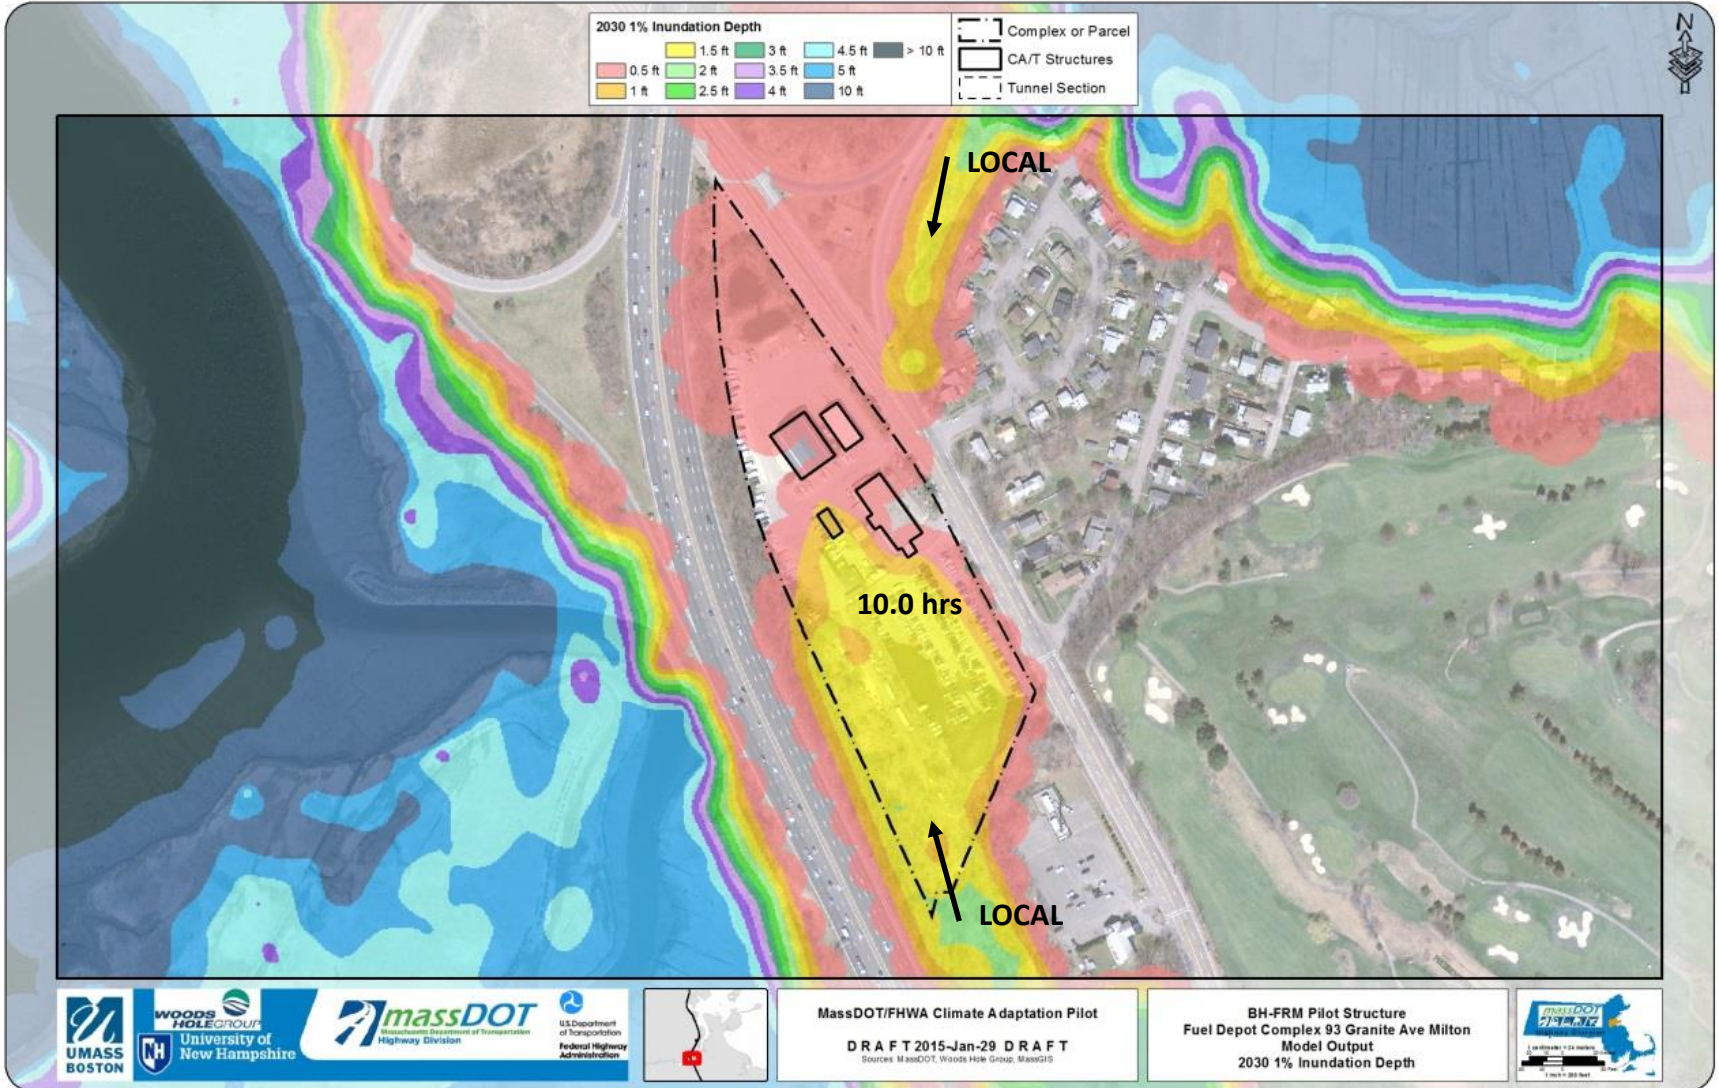 2030 1% Inundation Depth
0.5 ft
1 ft
1.5 ft
2 ft
2.5 ft
3 ft
3.5 ft
4 ft
4.5 ft
5 ft
10 ft
> 10 ft
Complex or Parcel
CA/T Structures
Tunnel Section
N
LOCAL
10.0 hrs
LOCAL
UMASS
BOSTON
WOODS
HOLE GROUP
NH
University of
New Hampshire
massDOT
Massachusetts Department of Transportation
Highway Division
U.S. Department
of Transportation
Federal Highway
Administration
MassDOT/FHWA Climate Adaptation Pilot
D R A F T 2015-Jan-29 D R A F T
Sources: MassDOT, Woods Hole Group, MassGIS
BH-FRM Pilot Structure
Fuel Depot Complex 93 Granite Ave Milton
Model Output
2030 1% Inundation Depth
massDOT